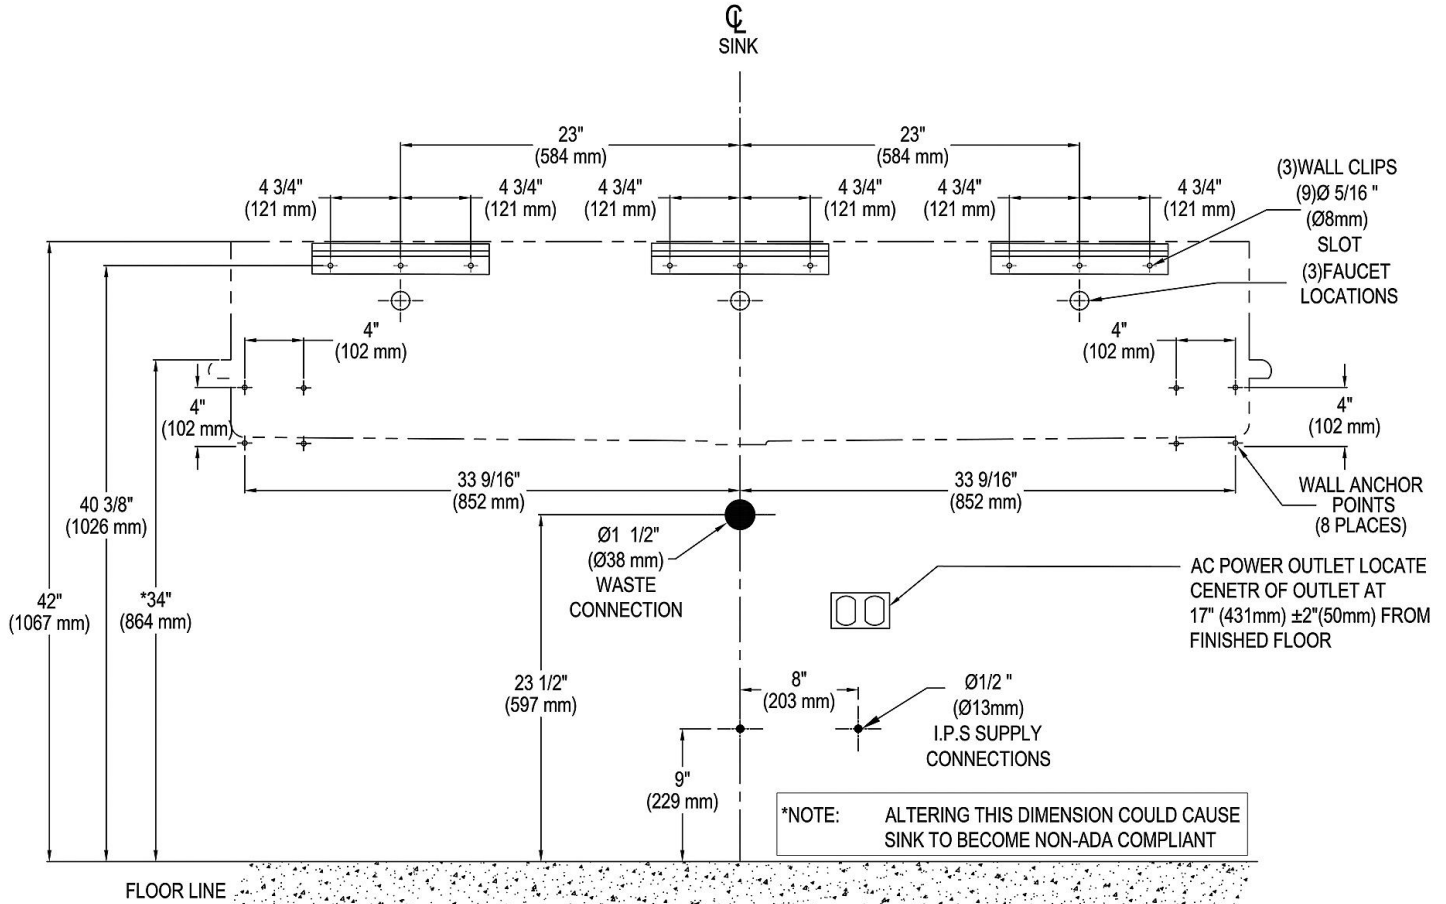 ℄
SINK
23"
(584 mm)
23"
(584 mm)
4 3/4"
(121 mm)
4 3/4"
(121 mm)
4 3/4"
(121 mm)
4 3/4"
(121 mm)
4 3/4"
(121 mm)
4 3/4"
(121 mm)
(3)WALL CLIPS
(9)Ø 5/16 "
(Ø8mm)
SLOT
(3)FAUCET
LOCATIONS
4"
(102 mm)
4"
(102 mm)
4"
(102 mm)
4"
(102 mm)
33 9/16"
(852 mm)
33 9/16"
(852 mm)
WALL ANCHOR
POINTS
(8 PLACES)
40 3/8"
(1026 mm)
Ø1 1/2"
(Ø38 mm)
WASTE
CONNECTION
AC POWER OUTLET LOCATE
CENETR OF OUTLET AT
17" (431mm) ±2"(50mm) FROM
FINISHED FLOOR
42"
(1067 mm)
*34"
(864 mm)
23 1/2"
(597 mm)
8"
(203 mm)
Ø1/2 "
(Ø13mm)
I.P.S SUPPLY
CONNECTIONS
9"
(229 mm)
*NOTE: ALTERING THIS DIMENSION COULD CAUSE
SINK TO BECOME NON-ADA COMPLIANT
FLOOR LINE